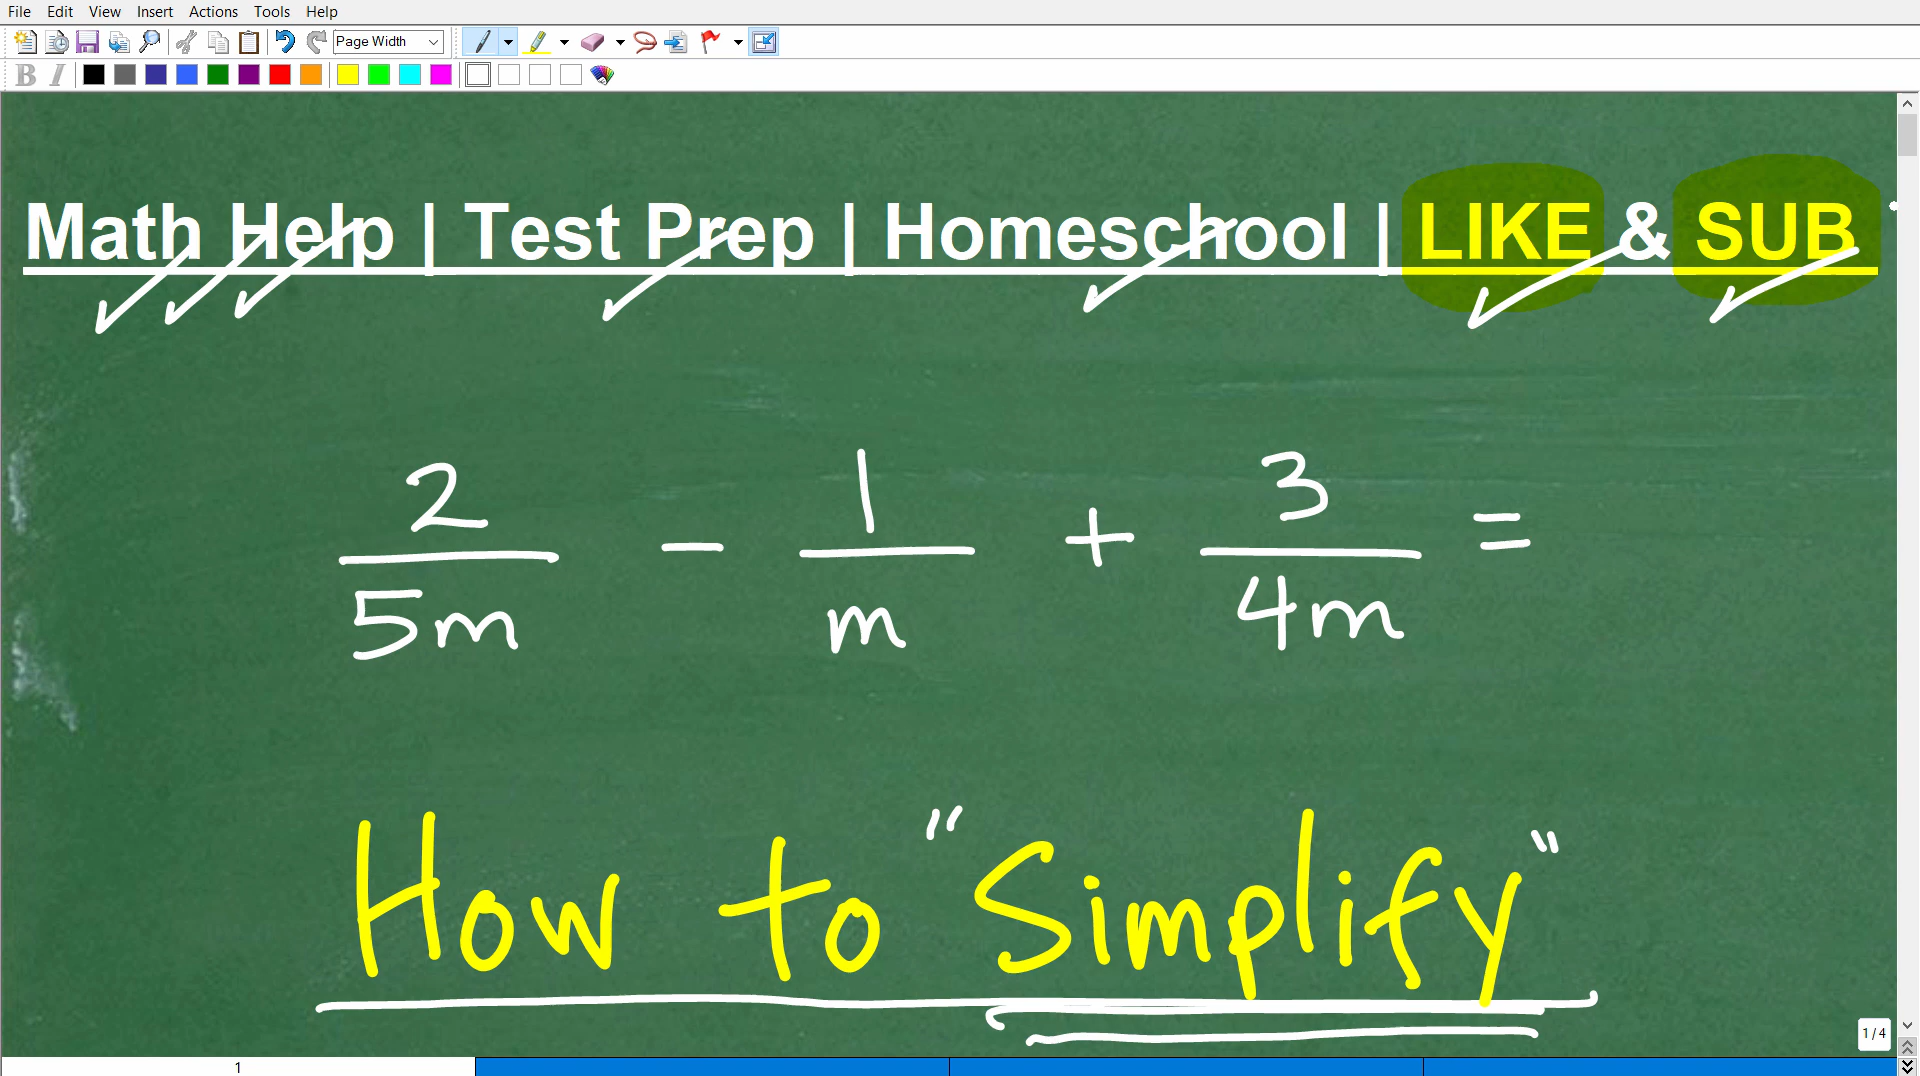 File Edit View Insert Actions Tools Help
Page Width
B I
Math Help | Test Prep | Homeschool | LIKE & SUB
2/5m - 1/m + 3/4m =
How to "Simplify"
1 / 4
1